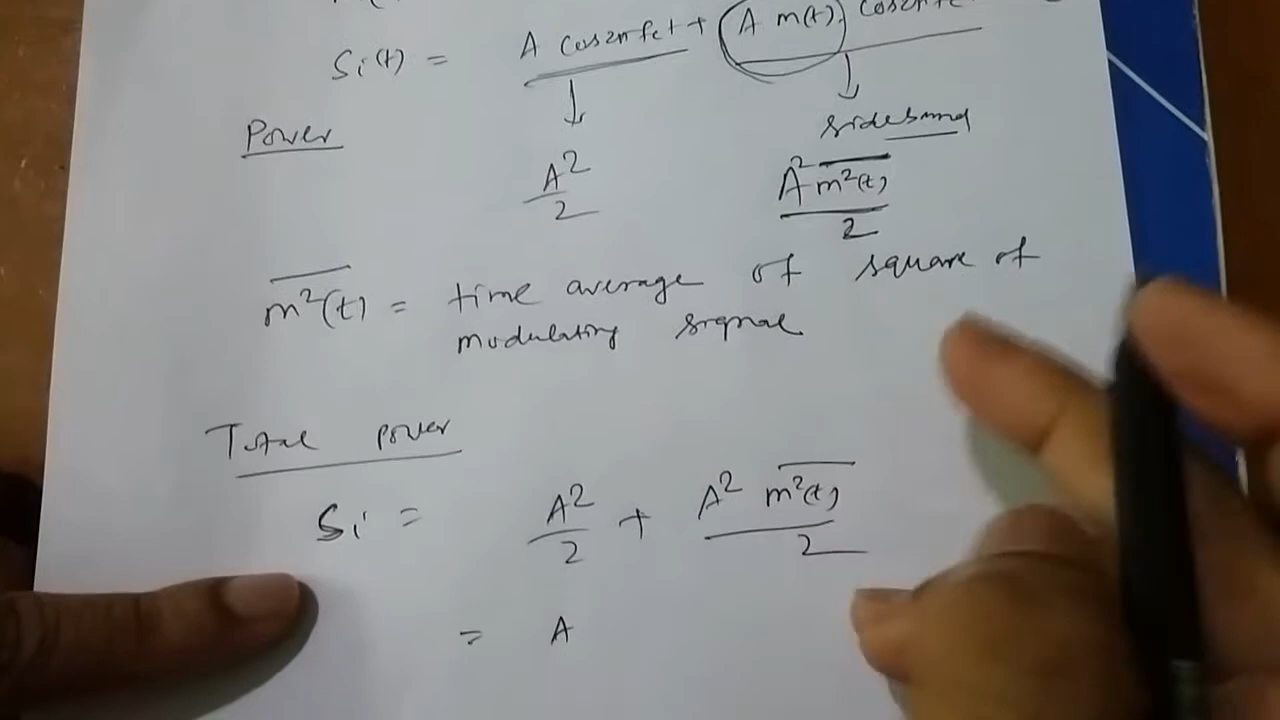 Si(t) = A cos2πfct + A m(t) cos2πfc
Power
sideband
A²/2 A² m²(t)‾/2
m²(t)‾ = time average of square of
modulating signal
Total power
Si = A²/2 + A² m²(t)‾/2
= A